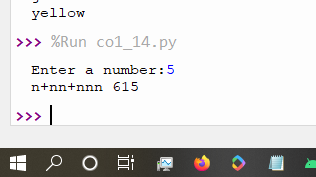 yellow
>>> %Run co1_14.py
Enter a number:5
n+nn+nnn 615
>>>